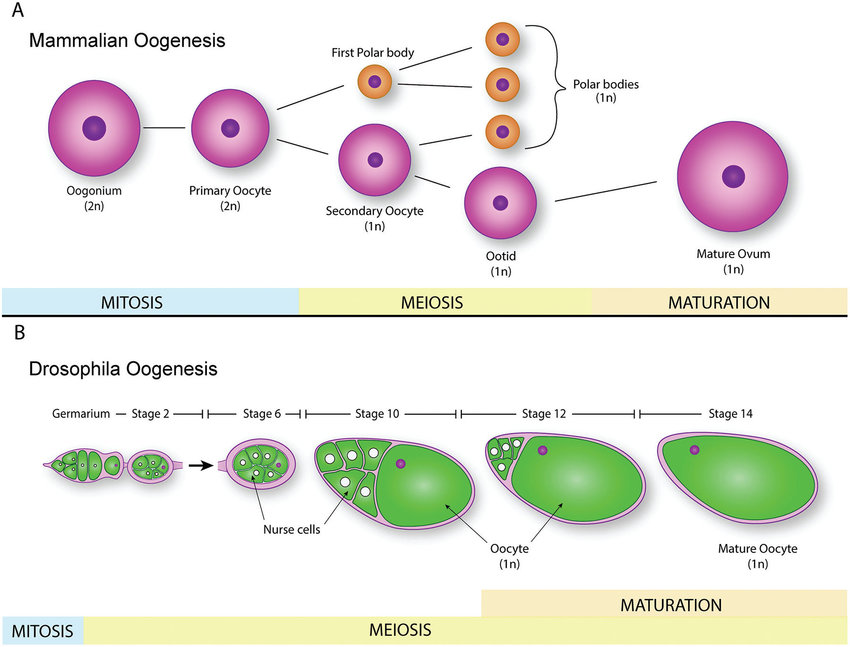 A
Mammalian Oogenesis
First Polar body
Polar bodies
(1n)
Oogonium
(2n)
Primary Oocyte
(2n)
Secondary Oocyte
(1n)
Ootid
(1n)
Mature Ovum
(1n)
MITOSIS
MEIOSIS
MATURATION
B
Drosophila Oogenesis
Germarium
Stage 2
Stage 6
Stage 10
Stage 12
Stage 14
Nurse cells
Oocyte
(1n)
Mature Oocyte
(1n)
MATURATION
MITOSIS
MEIOSIS